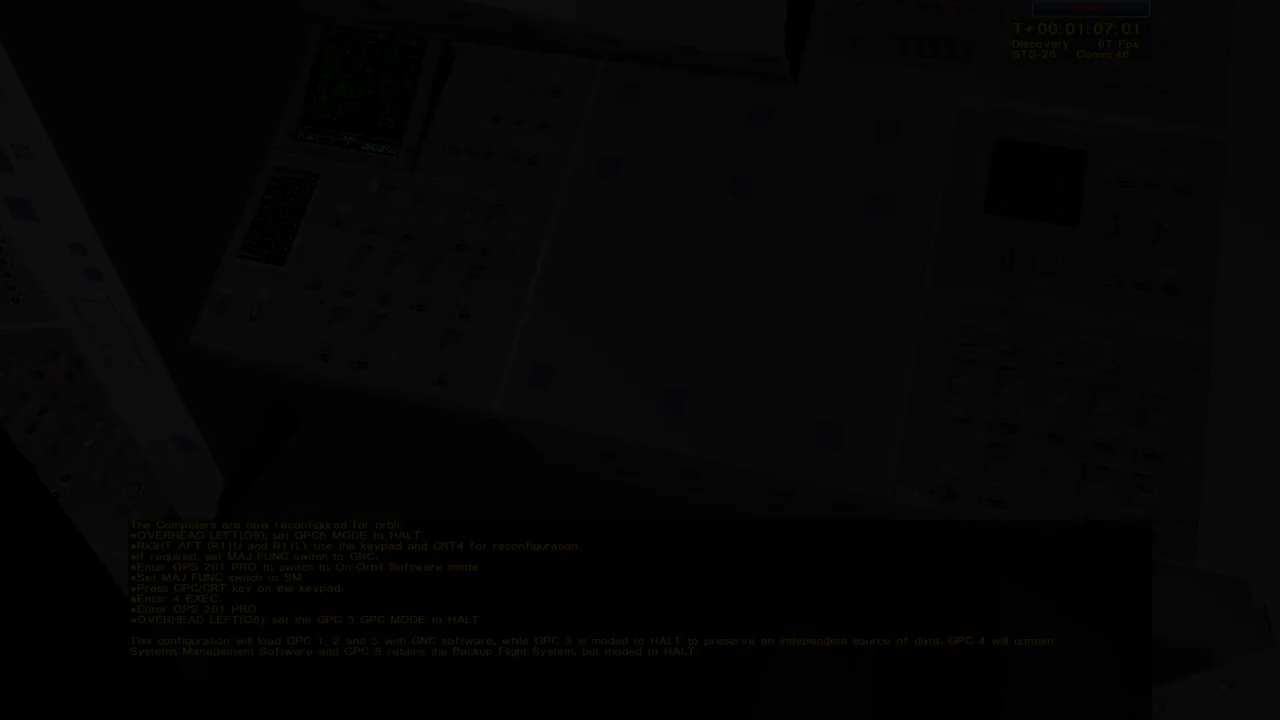 T+00:01:07:01
Discovery 67 Fps
STS-26 Comm:46
The Computers are now reconfigured for orbit-
*OVERHEAD LEFT(O6): set GPC5 MODE to HALT
*RIGHT AFT (R11U and R11L): use the keypad and CRT4 for reconfiguration.
*If required, set MAJ FUNC switch to GNC.
*Enter OPS 201 PRO to switch to On-Orbit Software mode
*Set MAJ FUNC switch to SM
*Press GPC/CRT key on the keypad.
*Enter 4 EXEC.
*Enter OPS 201 PRO
*OVERHEAD LEFT(O6): set the GPC 3 GPC MODE to HALT
This configuration will load GPC 1, 2 and 3 with GNC software, while GPC 3 is moded to HALT to preserve an independent source of data. GPC 4 will contain
Systems Management Software and GPC 5 retains the Backup Flight System, but moded to HALT.